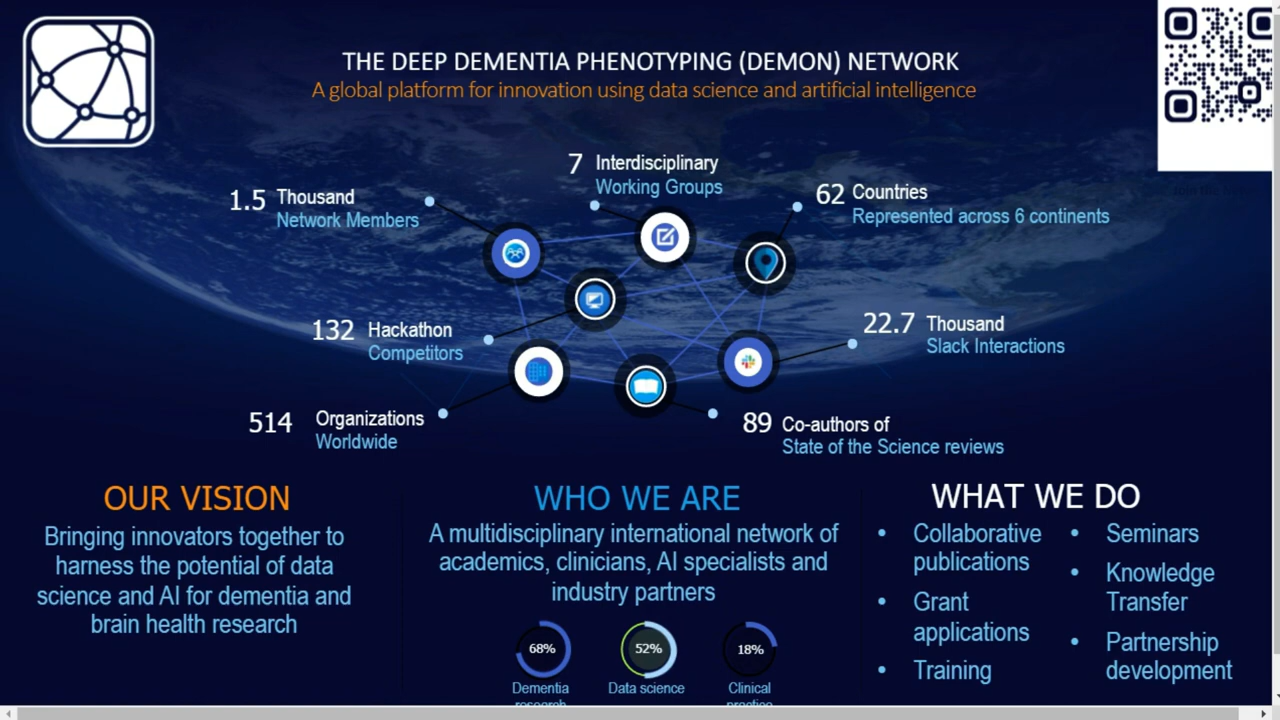 THE DEEP DEMENTIA PHENOTYPING (DEMON) NETWORK
A global platform for innovation using data science and artificial intelligence
7 Interdisciplinary
Working Groups
1.5 Thousand
Network Members
62 Countries
Represented across 6 continents
132 Hackathon
Competitors
22.7 Thousand
Slack Interactions
514 Organizations
Worldwide
89 Co-authors of
State of the Science reviews
OUR VISION
Bringing innovators together to
harness the potential of data
science and AI for dementia and
brain health research
WHO WE ARE
A multidisciplinary international network of
academics, clinicians, AI specialists and
industry partners
68%
Dementia
research
52%
Data science
18%
Clinical
practice
WHAT WE DO
• Collaborative
publications
• Grant
applications
• Training
• Seminars
• Knowledge
Transfer
• Partnership
development